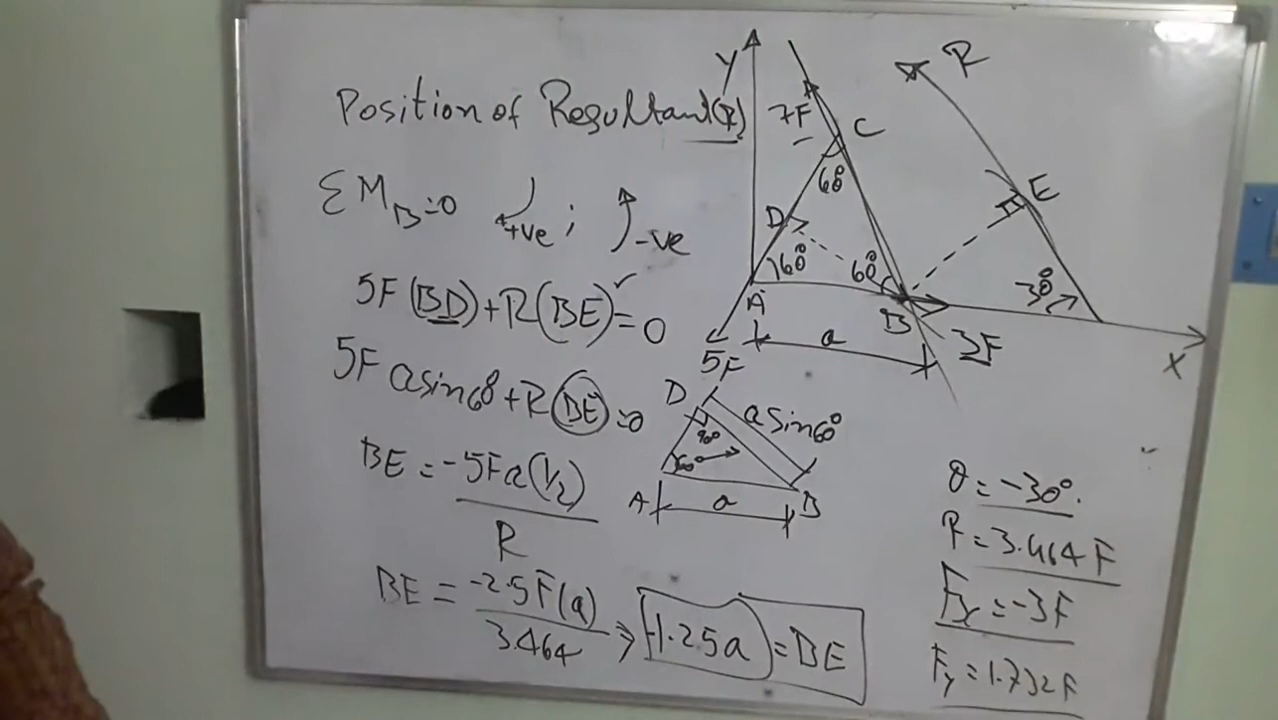 Position of Resultant(R)
ΣM_B=0 +ve ; -ve
5F(BD)+R(BE)=0
5F a sin60°+R(BE)=0
BE = -5Fa(1/2)
R
BE = -2.5F(a)
3.464
⇒ -1.25a = BE
Y
R
7F
C
60°
E
D
60°
60°
30°
A
B
5F
a
3F
X
D
a sin60°
90°
60°
A
a
B
θ = -30°.
R = 3.464F
Fx = -3F
Fy = 1.732F